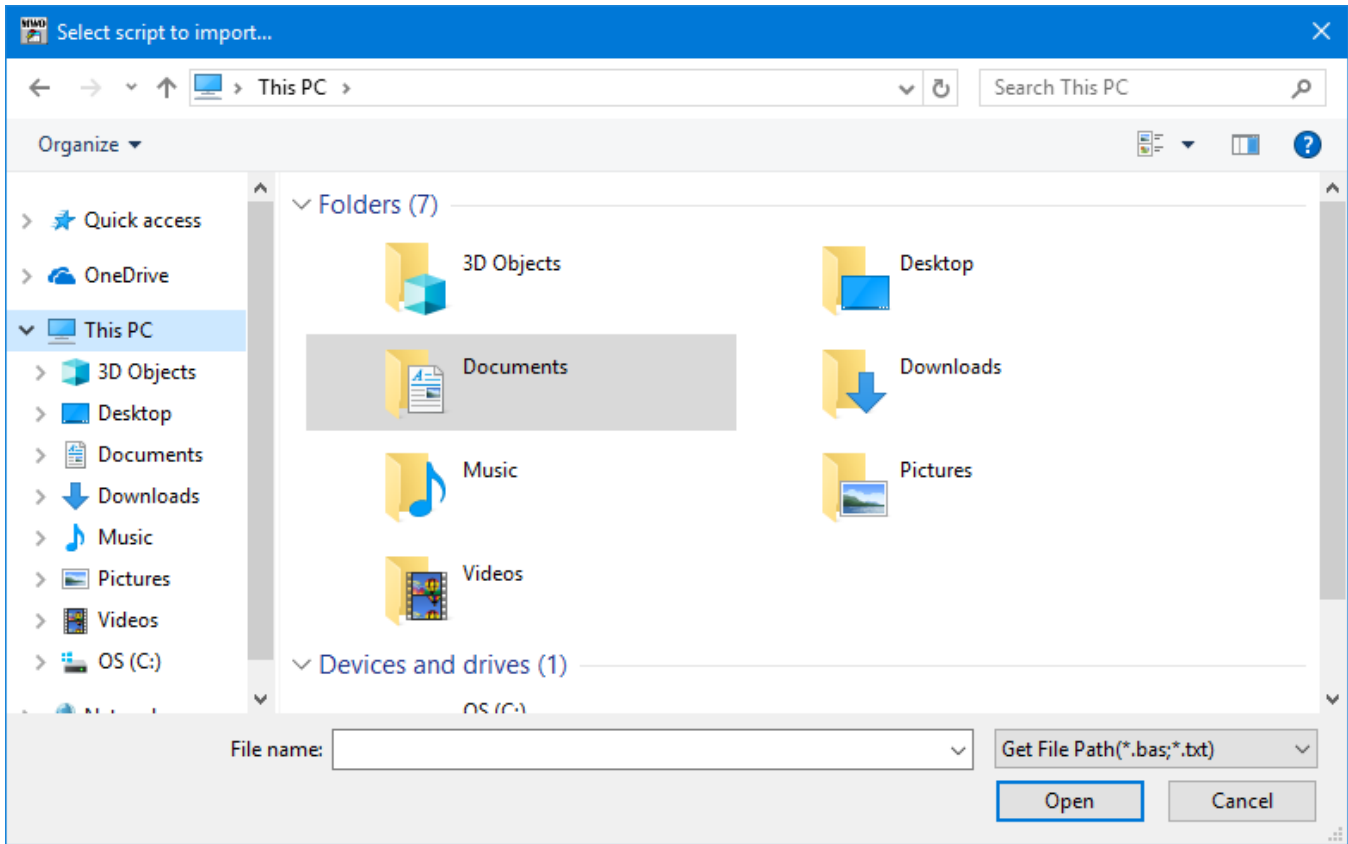 MWO
Select script to import...
This PC
Search This PC
Organize
Quick access
OneDrive
This PC
3D Objects
Desktop
Documents
Downloads
Music
Pictures
Videos
OS (C:)
Folders (7)
3D Objects
Desktop
Documents
Downloads
Music
Pictures
Videos
Devices and drives (1)
OS (C:)
File name:
Get File Path(*.bas;*.txt)
Open
Cancel